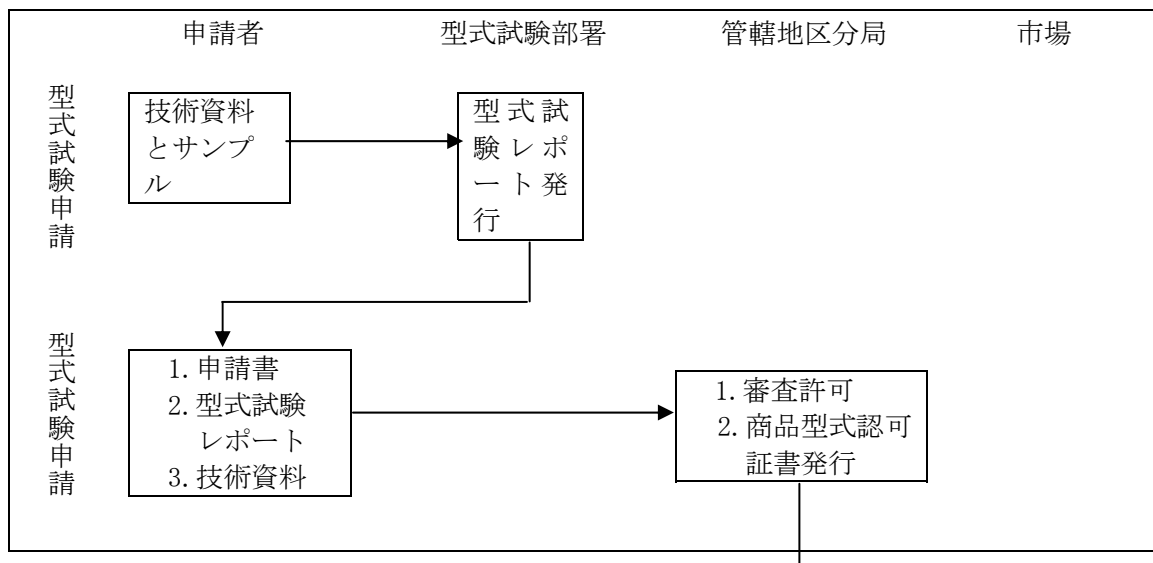 申請者 型式試験部署 管轄地区分局 市場
型式試験申請
技術資料
とサンプ
ル
型式試
験レポ
ート発
行
型式試験申請
1.申請書
2.型式試験
レポート
3.技術資料
1.審査許可
2.商品型式認可
証書発行